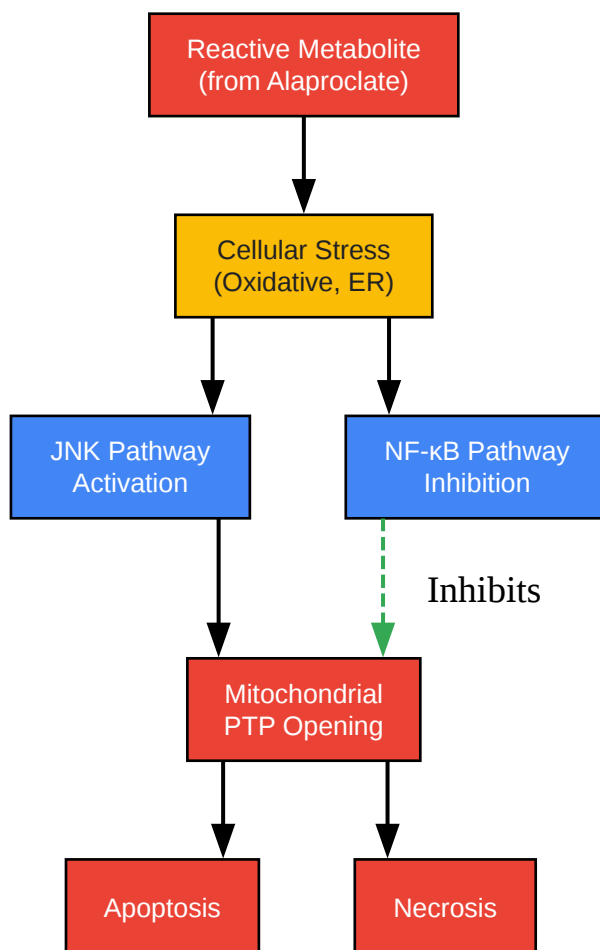 Reactive Metabolite
(from Alaproclate)
Cellular Stress
(Oxidative, ER)
JNK Pathway
Activation
NF-κB Pathway
Inhibition
Inhibits
Mitochondrial
PTP Opening
Apoptosis
Necrosis